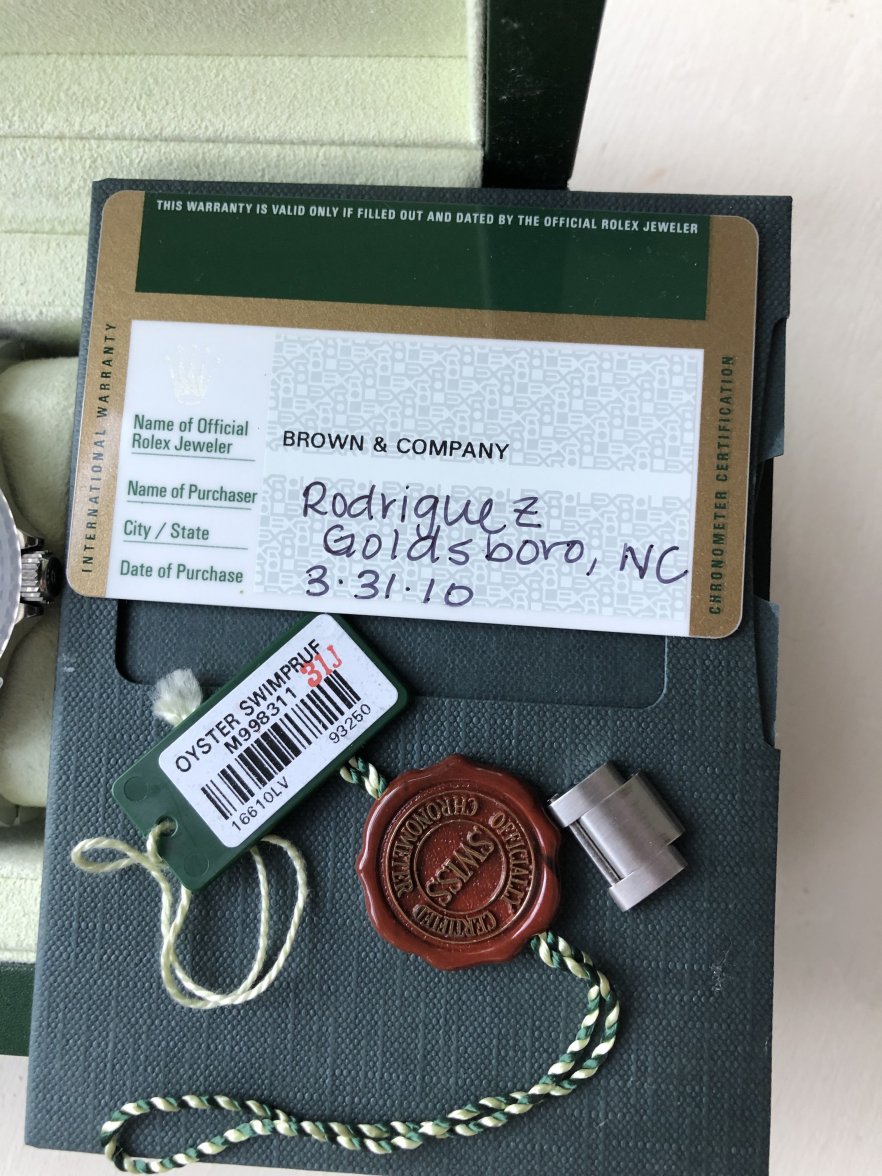 THIS WARRANTY IS VALID ONLY IF FILLED OUT AND DATED BY THE OFFICIAL ROLEX JEWELER
INTERNATIONAL WARRANTY
CHRONOMETER CERTIFICATION
Name of Official
Rolex Jeweler
BROWN & COMPANY
Name of Purchaser
Rodriguez
City / State
Goldsboro, NC
Date of Purchase
3.31.10
OYSTER SWIMPRUF
M998311 31J
16610LV 93250
OFFICIALLY CERTIFIED
CHRONOMETER
SWISS